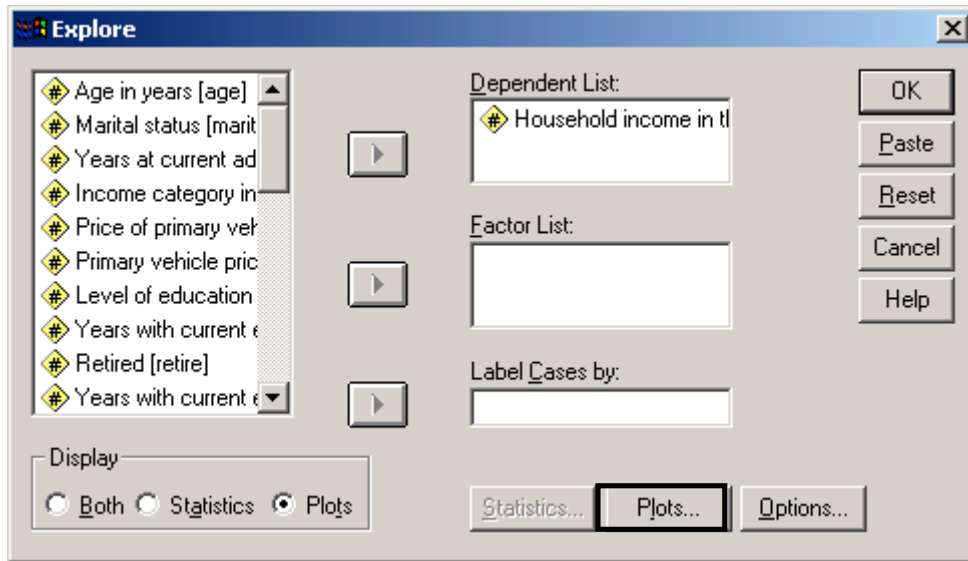 Explore
Age in years [age]
Marital status [marit
Years at current ad
Income category in
Price of primary veh
Primary vehicle pric
Level of education
Years with current e
Retired [retire]
Years with current e
Dependent List:
Household income in th
Factor List:
Label Cases by:
OK
Paste
Reset
Cancel
Help
Display
Both Statistics Plots
Statistics... Plots... Options...